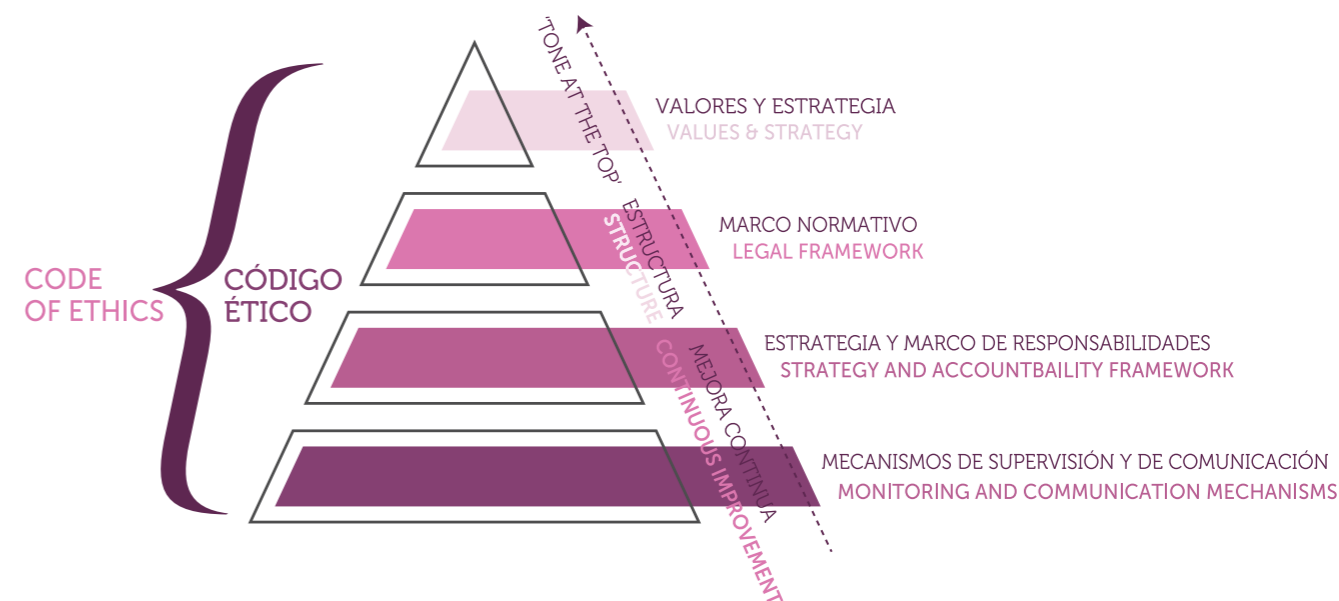 CODE
OF ETHICS
CÓDIGO
ÉTICO
'TONE AT THE TOP'
ESTRUCTURA
STRUCTURE
MEJORA CONTINUA
CONTINUOUS IMPROVEMENT
VALORES Y ESTRATEGIA
VALUES & STRATEGY
MARCO NORMATIVO
LEGAL FRAMEWORK
ESTRATEGIA Y MARCO DE RESPONSABILIDADES
STRATEGY AND ACCOUNTBAILITY FRAMEWORK
MECANISMOS DE SUPERVISIÓN Y DE COMUNICACIÓN
MONITORING AND COMMUNICATION MECHANISMS